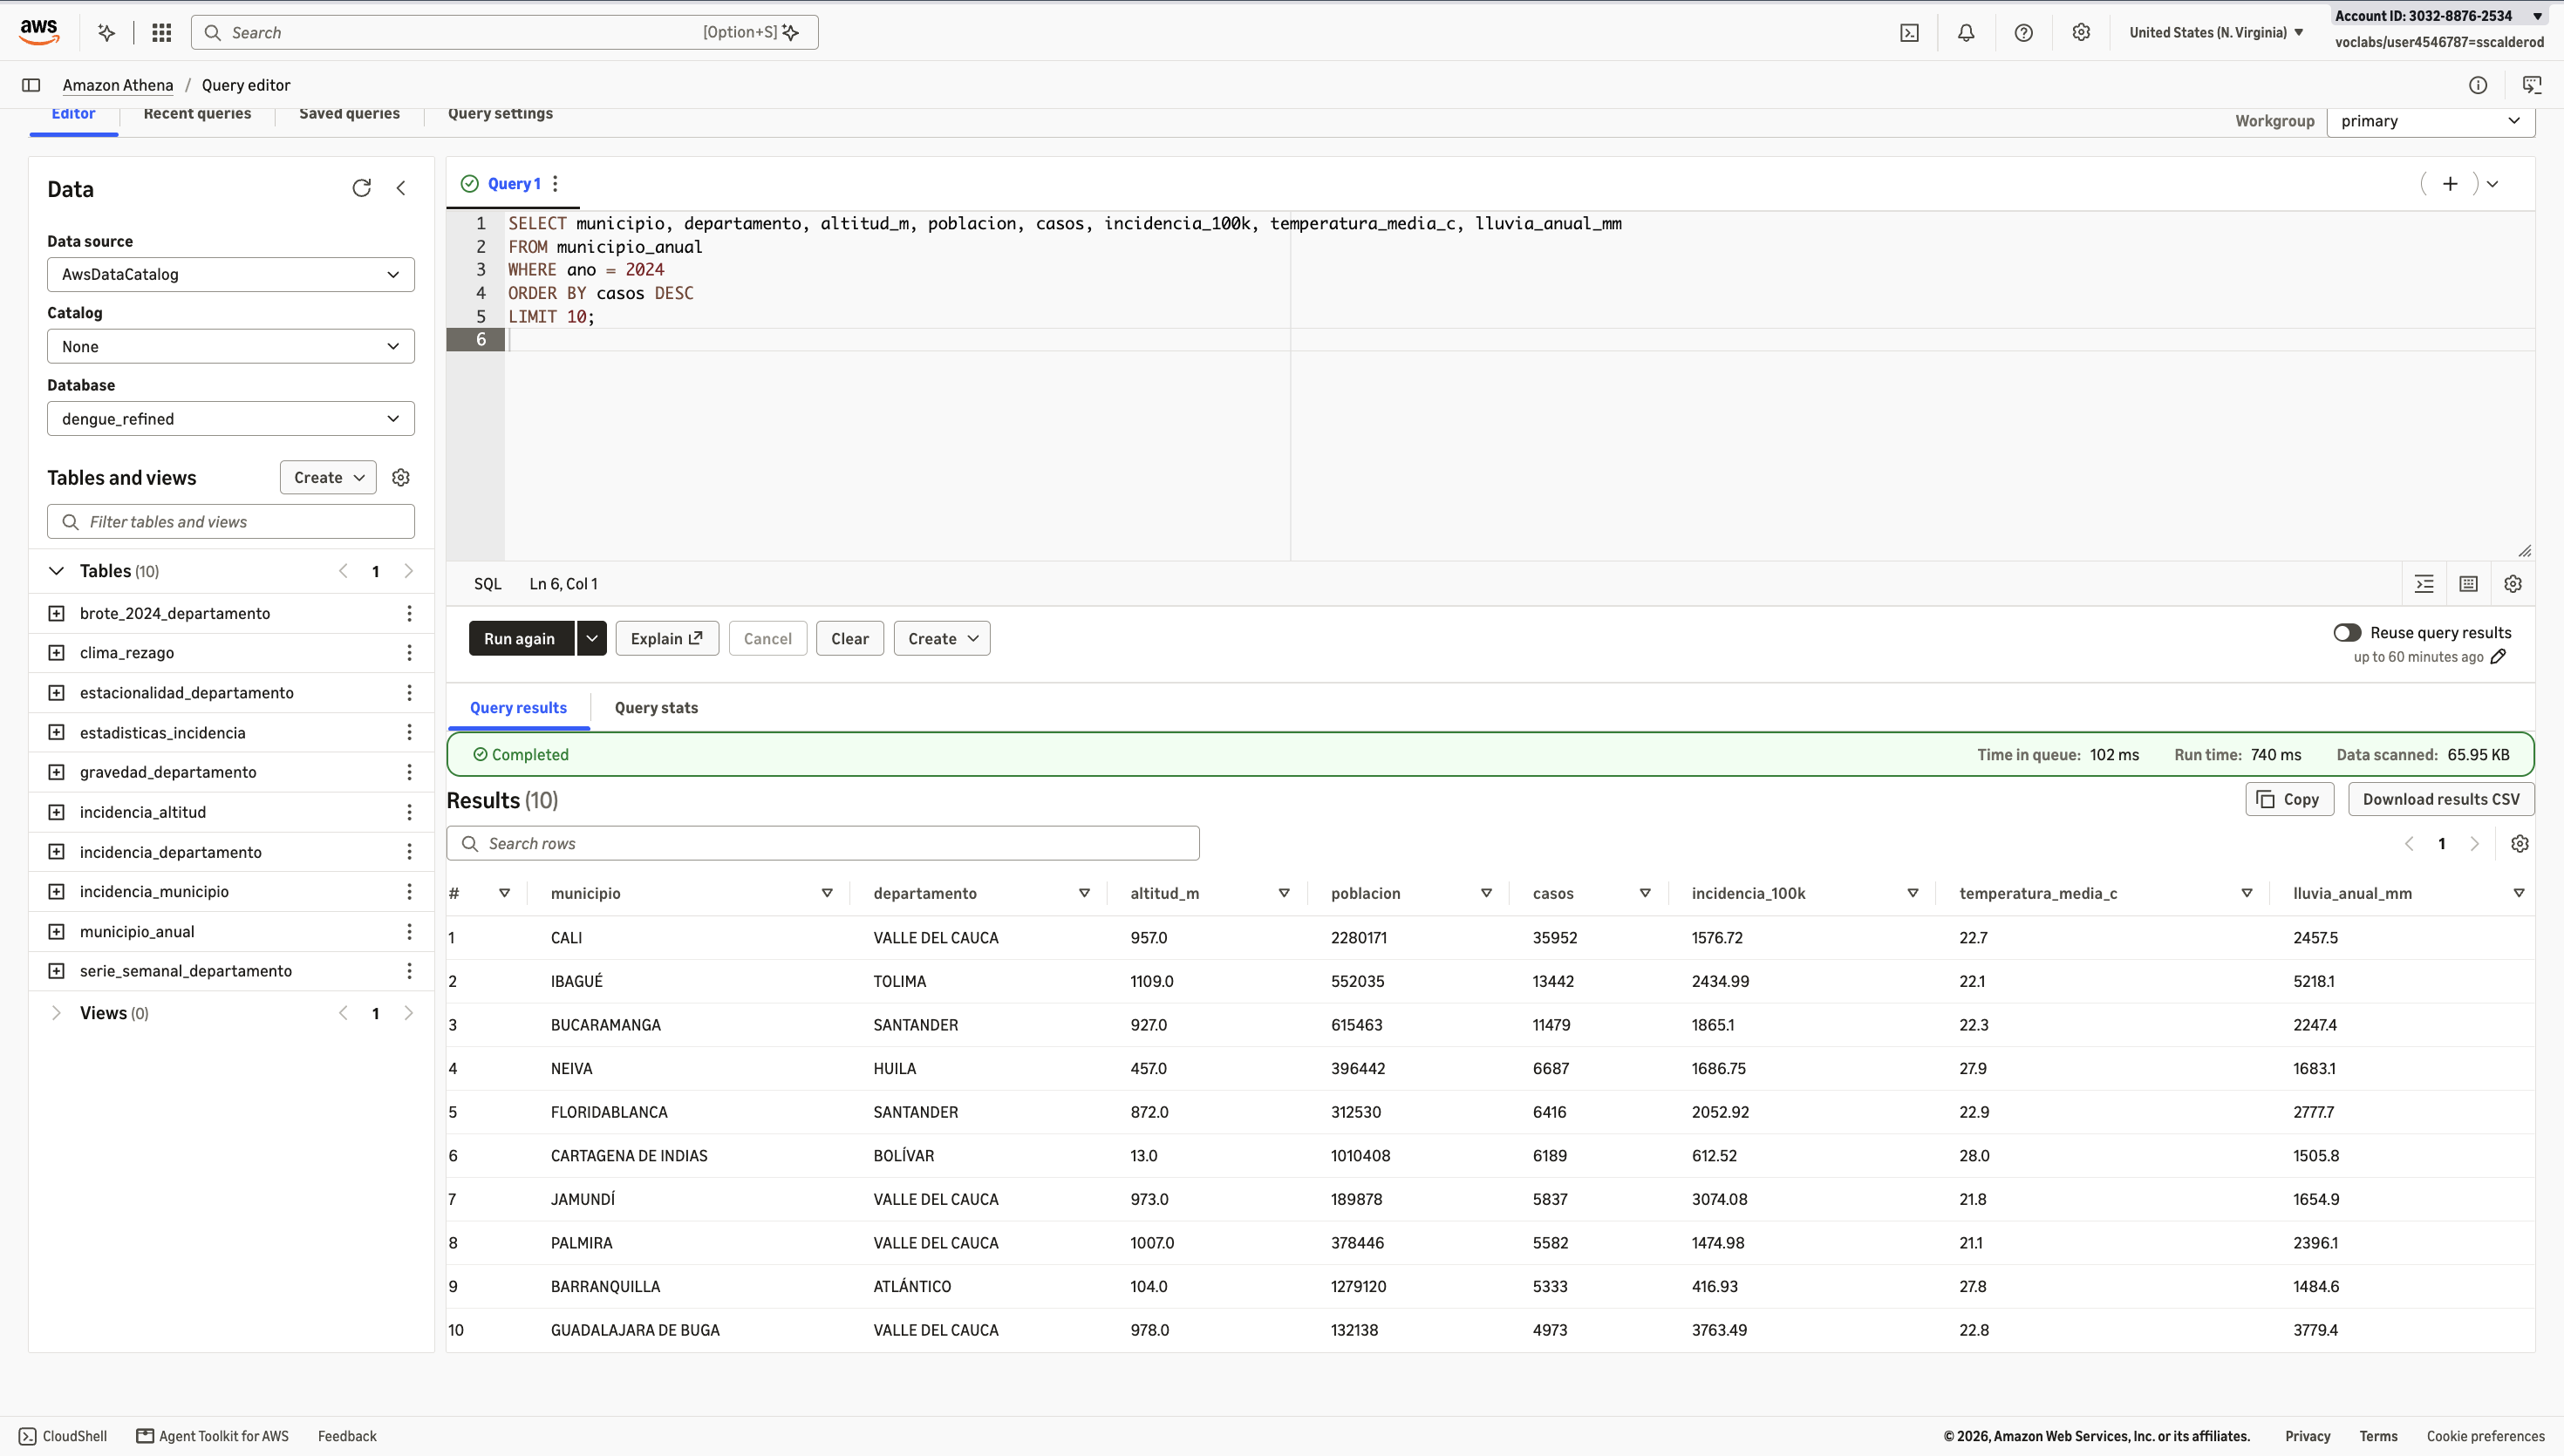 aws
Search [Option+S]
United States (N. Virginia)
Account ID: 3032-8876-2534
voclabs/user4546787=sscalderod
Amazon Athena / Query editor
Editor
Recent queries
Saved queries
Query settings
Workgroup
primary
Data
Data source
AwsDataCatalog
Catalog
None
Database
dengue_refined
Tables and views
Create
Filter tables and views
Tables (10)
1
brote_2024_departamento
clima_rezago
estacionalidad_departamento
estadisticas_incidencia
gravedad_departamento
incidencia_altitud
incidencia_departamento
incidencia_municipio
municipio_anual
serie_semanal_departamento
Views (0)
1
Query 1
1 SELECT municipio, departamento, altitud_m, poblacion, casos, incidencia_100k, temperatura_media_c, lluvia_anual_mm
2 FROM municipio_anual
3 WHERE ano = 2024
4 ORDER BY casos DESC
5 LIMIT 10;
6
SQL Ln 6, Col 1
Run again
Explain
Cancel
Clear
Create
Reuse query results
up to 60 minutes ago
Query results
Query stats
Completed
Time in queue: 102 ms Run time: 740 ms Data scanned: 65.95 KB
Results (10)
Copy
Download results CSV
Search rows
1
# municipio departamento altitud_m poblacion casos incidencia_100k temperatura_media_c lluvia_anual_mm
1 CALI VALLE DEL CAUCA 957.0 2280171 35952 1576.72 22.7 2457.5
2 IBAGUÉ TOLIMA 1109.0 552035 13442 2434.99 22.1 5218.1
3 BUCARAMANGA SANTANDER 927.0 615463 11479 1865.1 22.3 2247.4
4 NEIVA HUILA 457.0 396442 6687 1686.75 27.9 1683.1
5 FLORIDABLANCA SANTANDER 872.0 312530 6416 2052.92 22.9 2777.7
6 CARTAGENA DE INDIAS BOLÍVAR 13.0 1010408 6189 612.52 28.0 1505.8
7 JAMUNDÍ VALLE DEL CAUCA 973.0 189878 5837 3074.08 21.8 1654.9
8 PALMIRA VALLE DEL CAUCA 1007.0 378446 5582 1474.98 21.1 2396.1
9 BARRANQUILLA ATLÁNTICO 104.0 1279120 5333 416.93 27.8 1484.6
10 GUADALAJARA DE BUGA VALLE DEL CAUCA 978.0 132138 4973 3763.49 22.8 3779.4
CloudShell
Agent Toolkit for AWS
Feedback
© 2026, Amazon Web Services, Inc. or its affiliates.
Privacy
Terms
Cookie preferences